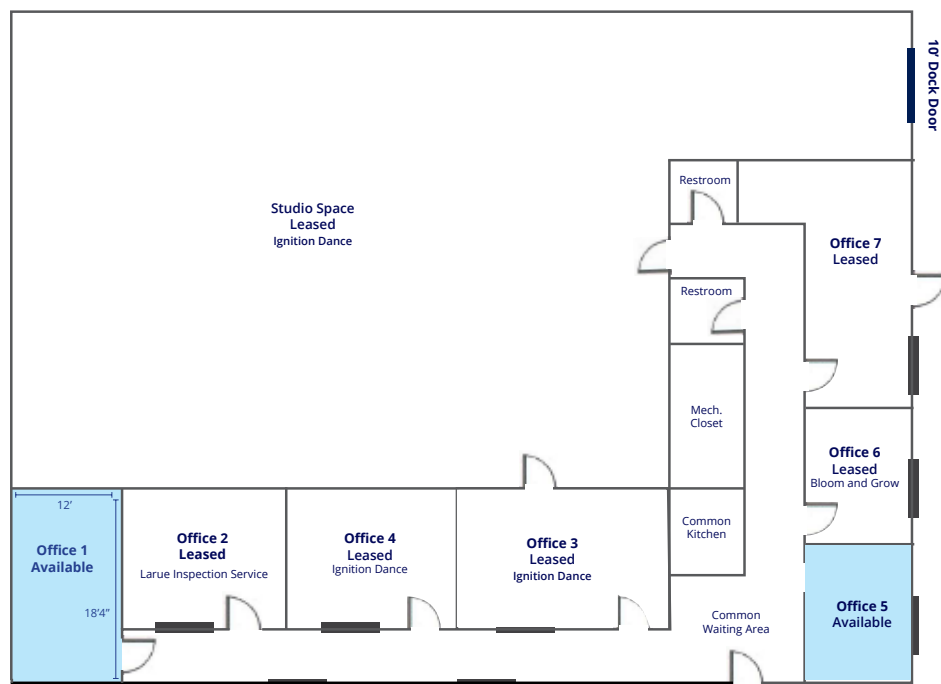 10' Dock Door
Restroom
Studio Space
Leased
Ignition Dance
Office 7
Leased
Restroom
Mech.
Closet
Office 6
Leased
Bloom and Grow
12'
Office 1
Available
18'4"
Office 2
Leased
Larue Inspection Service
Office 4
Leased
Ignition Dance
Office 3
Leased
Ignition Dance
Common
Kitchen
Common
Waiting Area
Office 5
Available